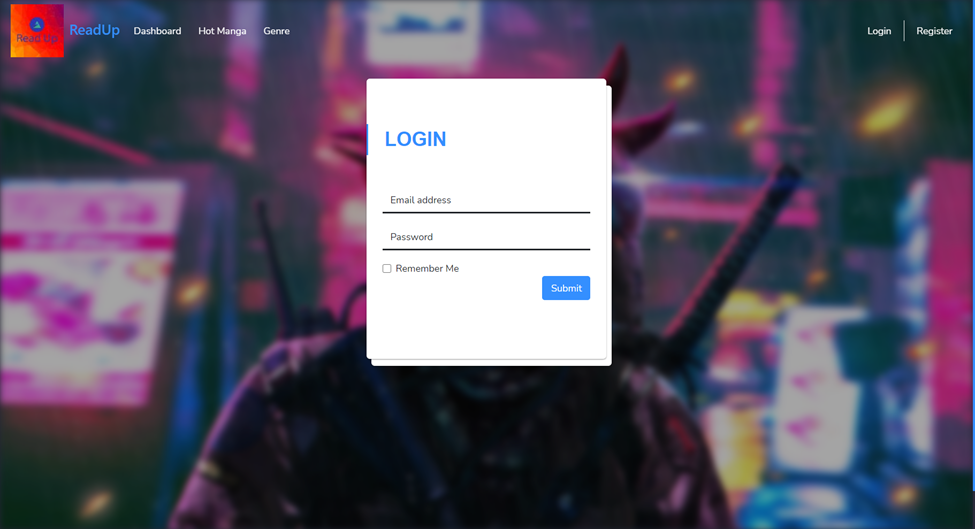 Read Up
ReadUp Dashboard Hot Manga Genre Login Register
LOGIN
Email address
Password
Remember Me
Submit